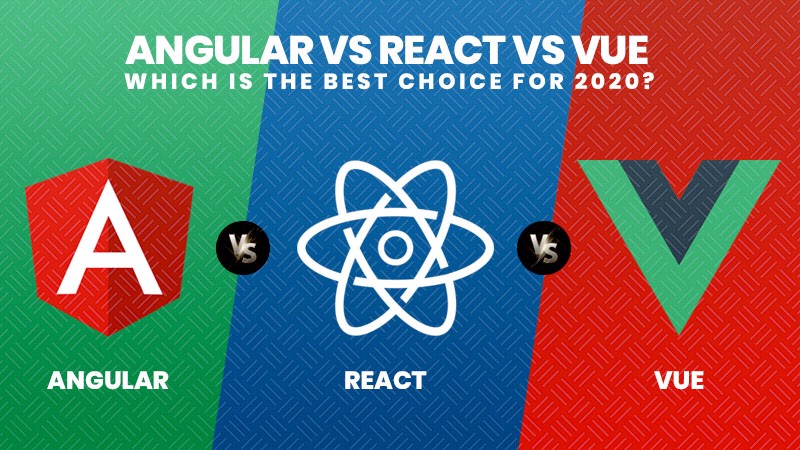 ANGULAR VS REACT VS VUE
WHICH IS THE BEST CHOICE FOR 2020?
A
VS
VS
ANGULAR
REACT
VUE